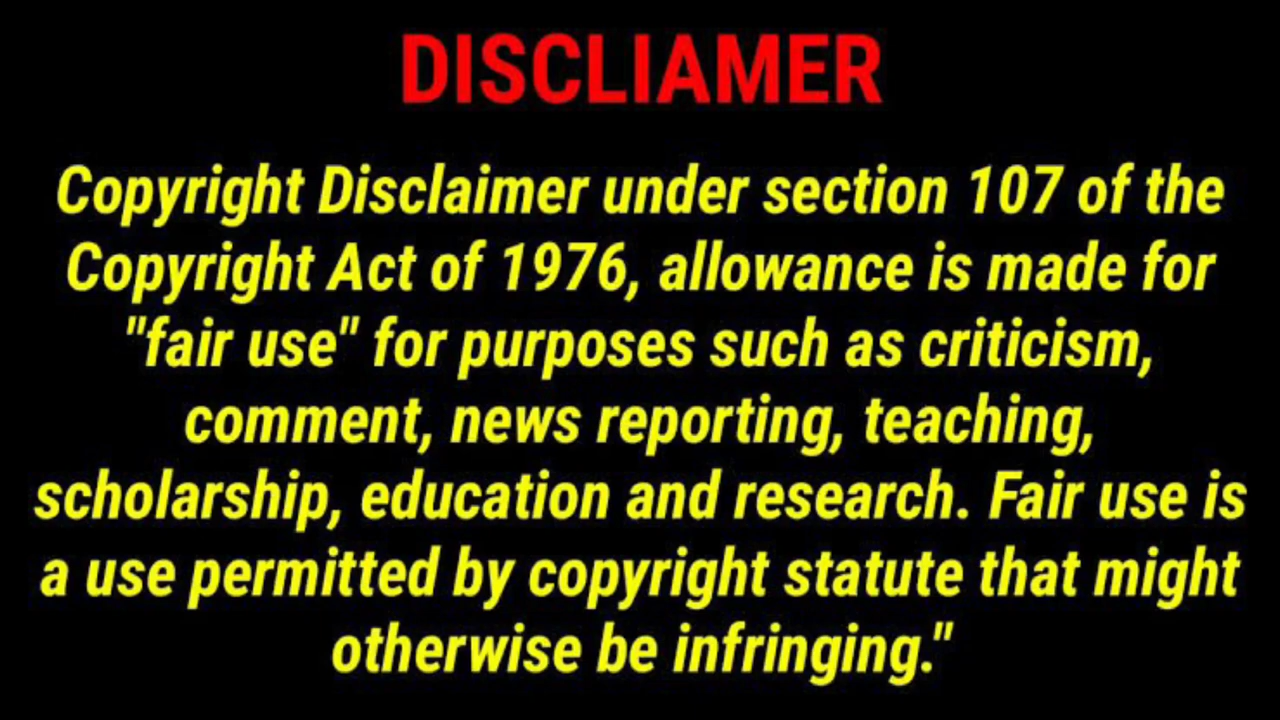 DISCLIAMER
Copyright Disclaimer under section 107 of the
Copyright Act of 1976, allowance is made for
"fair use" for purposes such as criticism,
comment, news reporting, teaching,
scholarship, education and research. Fair use is
a use permitted by copyright statute that might
otherwise be infringing."